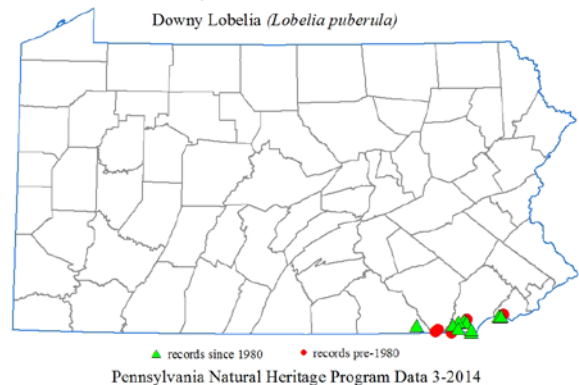 Downy Lobelia (Lobelia puberula)
records since 1980 records pre-1980
Pennsylvania Natural Heritage Program Data 3-2014